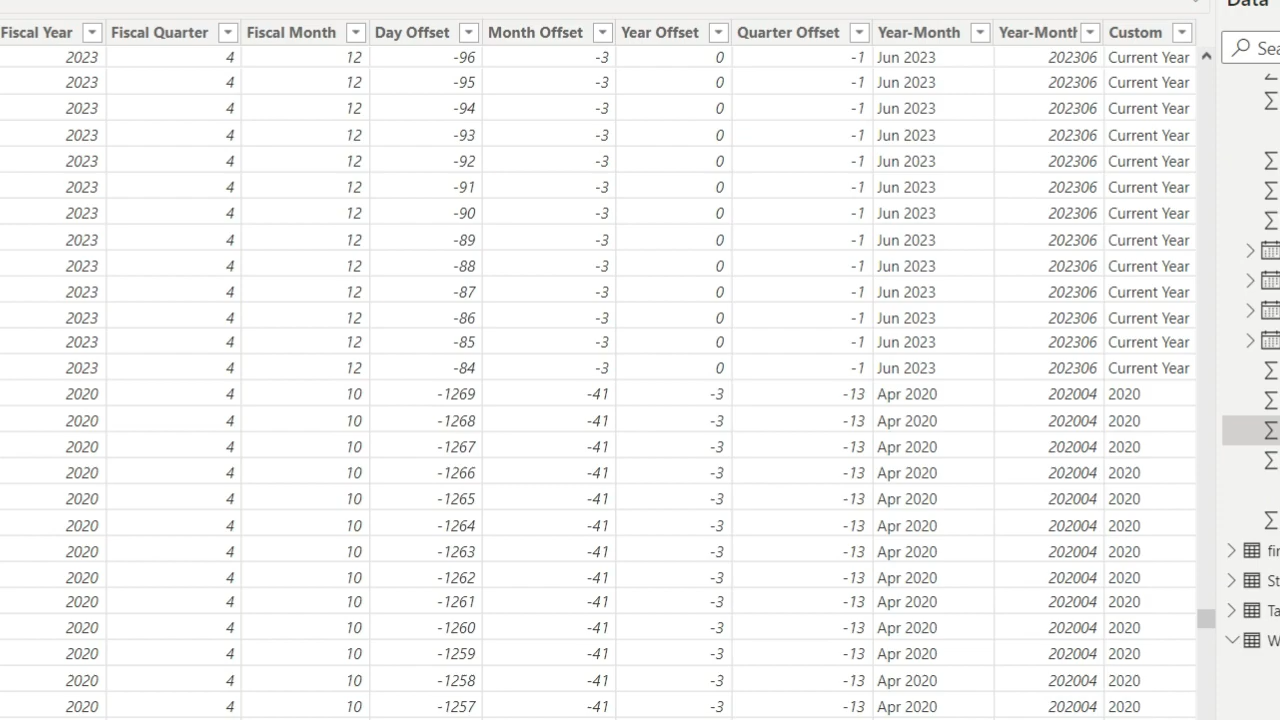 Data
Fiscal Year Fiscal Quarter Fiscal Month Day Offset Month Offset Year Offset Quarter Offset Year-Month Year-Month Custom
2023 4 12 -96 -3 0 -1 Jun 2023 202306 Current Year
2023 4 12 -95 -3 0 -1 Jun 2023 202306 Current Year
2023 4 12 -94 -3 0 -1 Jun 2023 202306 Current Year
2023 4 12 -93 -3 0 -1 Jun 2023 202306 Current Year
2023 4 12 -92 -3 0 -1 Jun 2023 202306 Current Year
2023 4 12 -91 -3 0 -1 Jun 2023 202306 Current Year
2023 4 12 -90 -3 0 -1 Jun 2023 202306 Current Year
2023 4 12 -89 -3 0 -1 Jun 2023 202306 Current Year
2023 4 12 -88 -3 0 -1 Jun 2023 202306 Current Year
2023 4 12 -87 -3 0 -1 Jun 2023 202306 Current Year
2023 4 12 -86 -3 0 -1 Jun 2023 202306 Current Year
2023 4 12 -85 -3 0 -1 Jun 2023 202306 Current Year
2023 4 12 -84 -3 0 -1 Jun 2023 202306 Current Year
2020 4 10 -1269 -41 -3 -13 Apr 2020 202004 2020
2020 4 10 -1268 -41 -3 -13 Apr 2020 202004 2020
2020 4 10 -1267 -41 -3 -13 Apr 2020 202004 2020
2020 4 10 -1266 -41 -3 -13 Apr 2020 202004 2020
2020 4 10 -1265 -41 -3 -13 Apr 2020 202004 2020
2020 4 10 -1264 -41 -3 -13 Apr 2020 202004 2020
2020 4 10 -1263 -41 -3 -13 Apr 2020 202004 2020
2020 4 10 -1262 -41 -3 -13 Apr 2020 202004 2020
2020 4 10 -1261 -41 -3 -13 Apr 2020 202004 2020
2020 4 10 -1260 -41 -3 -13 Apr 2020 202004 2020
2020 4 10 -1259 -41 -3 -13 Apr 2020 202004 2020
2020 4 10 -1258 -41 -3 -13 Apr 2020 202004 2020
2020 4 10 -1257 -41 -3 -13 Apr 2020 202004 2020